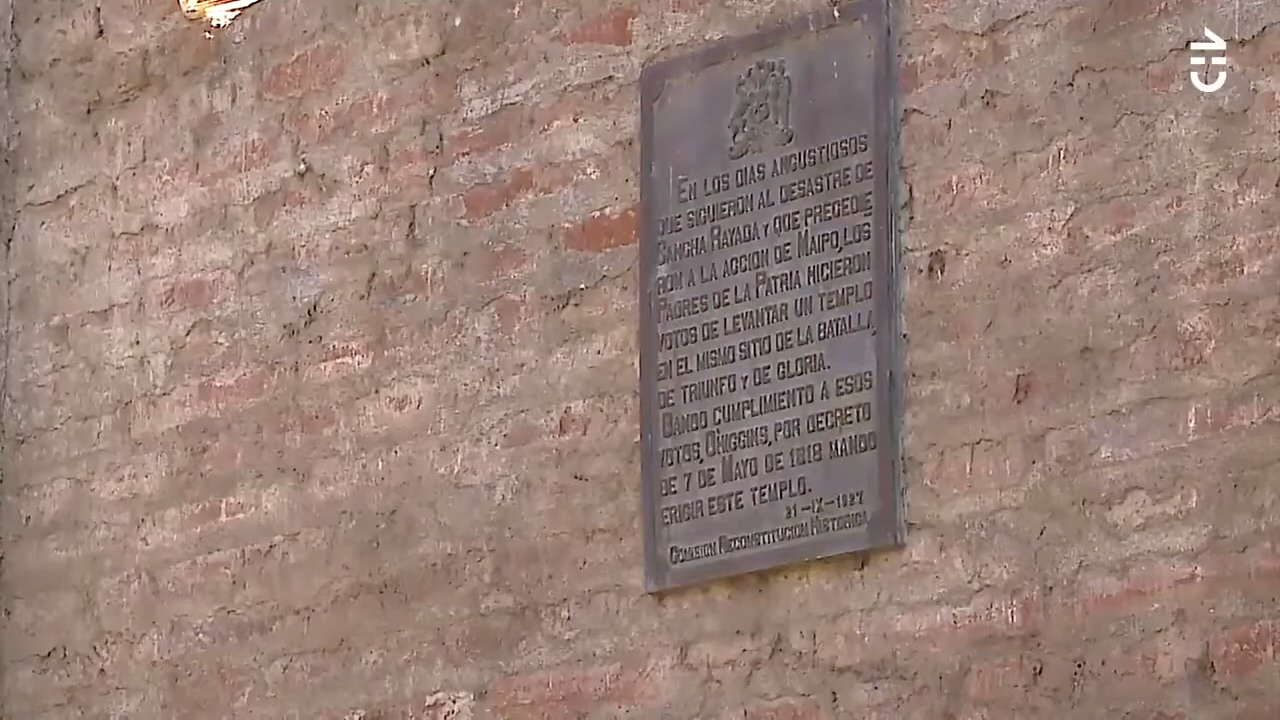 CHV
EN LOS DIAS ANGUSTIOSOS
QUE SIGUIERON AL DESASTRE DE
CANCHA RAYADA Y QUE PRECEDIE
RON A LA ACCION DE MAIPO, LOS
PADRES DE LA PATRIA HICIERON
VOTOS DE LEVANTAR UN TEMPLO
EN EL MISMO SITIO DE LA BATALLA
DE TRIUNFO Y DE GLORIA.
DANDO CUMPLIMIENTO A ESOS
VOTOS, O'HIGGINS, POR DECRETO
DE 7 DE MAYO DE 1818 MANDO
ERIGIR ESTE TEMPLO.
21-IX-1927
COMISION RECONSTITUCION HISTORICA